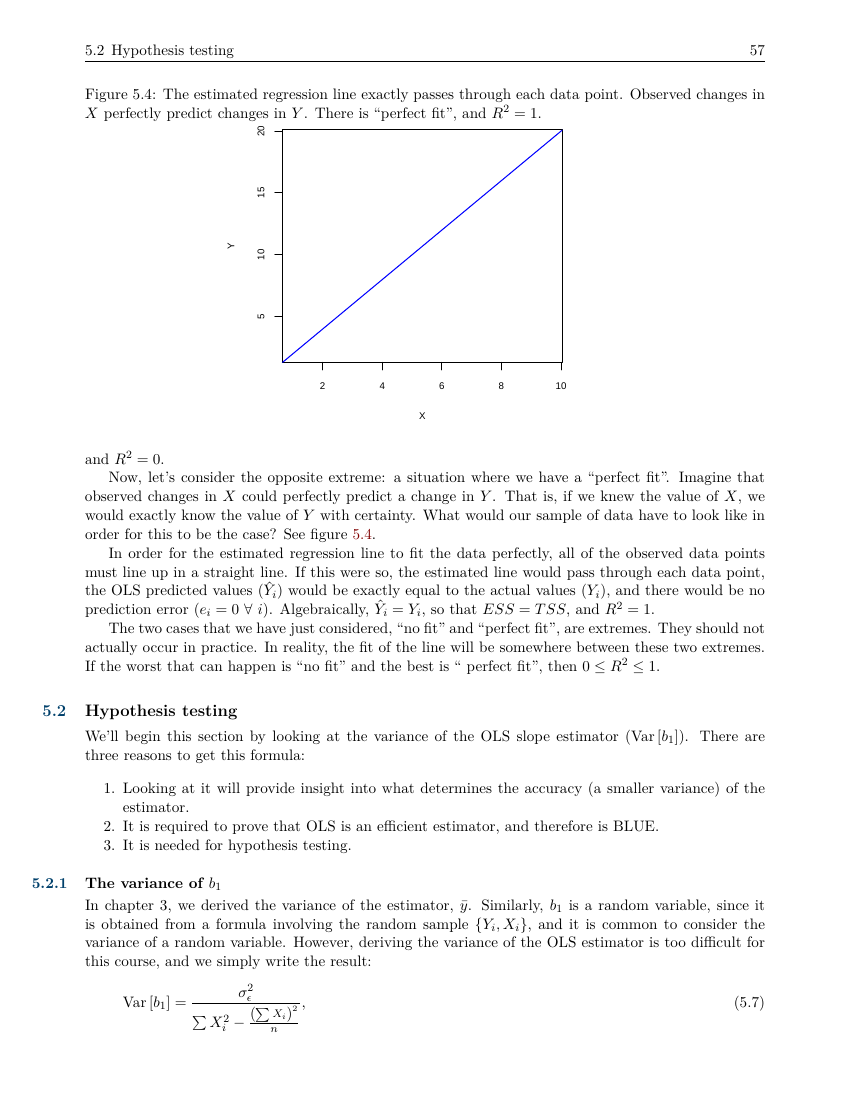 5.2 Hypothesis testing 57
Figure 5.4: The estimated regression line exactly passes through each data point. Observed changes in
X perfectly predict changes in Y. There is “perfect fit”, and R² = 1.
20
15
10
5
Y
2 4 6 8 10
X
and R² = 0.
Now, let’s consider the opposite extreme: a situation where we have a “perfect fit”. Imagine that
observed changes in X could perfectly predict a change in Y. That is, if we knew the value of X, we
would exactly know the value of Y with certainty. What would our sample of data have to look like in
order for this to be the case? See figure 5.4.
In order for the estimated regression line to fit the data perfectly, all of the observed data points
must line up in a straight line. If this were so, the estimated line would pass through each data point,
the OLS predicted values (Ŷᵢ) would be exactly equal to the actual values (Yᵢ), and there would be no
prediction error (eᵢ = 0 ∀ i). Algebraically, Ŷᵢ = Yᵢ, so that ESS = TSS, and R² = 1.
The two cases that we have just considered, “no fit” and “perfect fit”, are extremes. They should not
actually occur in practice. In reality, the fit of the line will be somewhere between these two extremes.
If the worst that can happen is “no fit” and the best is “ perfect fit”, then 0 ≤ R² ≤ 1.
5.2 Hypothesis testing
We’ll begin this section by looking at the variance of the OLS slope estimator (Var [b₁]). There are
three reasons to get this formula:
1. Looking at it will provide insight into what determines the accuracy (a smaller variance) of the
estimator.
2. It is required to prove that OLS is an efficient estimator, and therefore is BLUE.
3. It is needed for hypothesis testing.
5.2.1 The variance of b₁
In chapter 3, we derived the variance of the estimator, ȳ. Similarly, b₁ is a random variable, since it
is obtained from a formula involving the random sample {Yᵢ, Xᵢ}, and it is common to consider the
variance of a random variable. However, deriving the variance of the OLS estimator is too difficult for
this course, and we simply write the result:
Var [b₁] = σ²_ϵ / (∑ Xᵢ² − (∑ Xᵢ)² / n), (5.7)